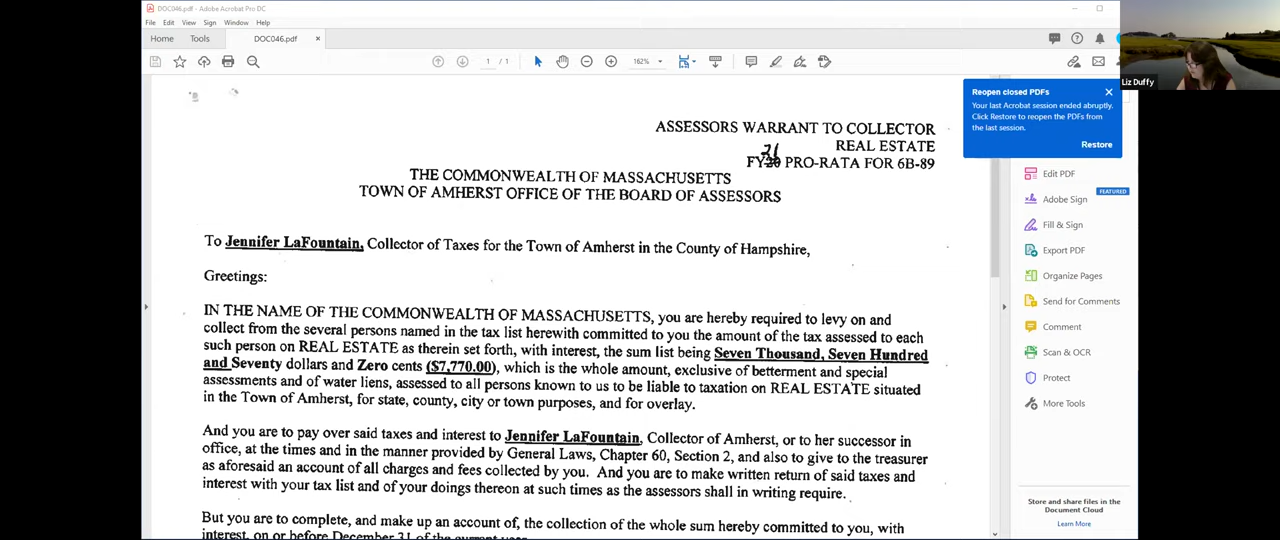 DOC046.pdf - Adobe Acrobat Pro DC
File Edit View Sign Window Help
Home Tools DOC046.pdf ×
1 / 1 162%
Liz Duffy
Reopen closed PDFs
Your last Acrobat session ended abruptly.
Click Restore to reopen the PDFs from
the last session.
Restore
Edit PDF
Adobe Sign FEATURED
Fill & Sign
Export PDF
Organize Pages
Send for Comments
Comment
Scan & OCR
Protect
More Tools
Store and share files in the
Document Cloud
Learn More
ASSESSORS WARRANT TO COLLECTOR
REAL ESTATE
21
FY20 PRO-RATA FOR 6B-89
THE COMMONWEALTH OF MASSACHUSETTS
TOWN OF AMHERST OFFICE OF THE BOARD OF ASSESSORS
To Jennifer LaFountain, Collector of Taxes for the Town of Amherst in the County of Hampshire,
Greetings:
IN THE NAME OF THE COMMONWEALTH OF MASSACHUSETTS, you are hereby required to levy on and
collect from the several persons named in the tax list herewith committed to you the amount of the tax assessed to each
such person on REAL ESTATE as therein set forth, with interest, the sum list being Seven Thousand, Seven Hundred
and Seventy dollars and Zero cents ($7,770.00), which is the whole amount, exclusive of betterment and special
assessments and of water liens, assessed to all persons known to us to be liable to taxation on REAL ESTATE situated
in the Town of Amherst, for state, county, city or town purposes, and for overlay.
And you are to pay over said taxes and interest to Jennifer LaFountain, Collector of Amherst, or to her successor in
office, at the times and in the manner provided by General Laws, Chapter 60, Section 2, and also to give to the treasurer
as aforesaid an account of all charges and fees collected by you. And you are to make written return of said taxes and
interest with your tax list and of your doings thereon at such times as the assessors shall in writing require.
But you are to complete, and make up an account of, the collection of the whole sum hereby committed to you, with
interest, on or before December 31 of the current year.